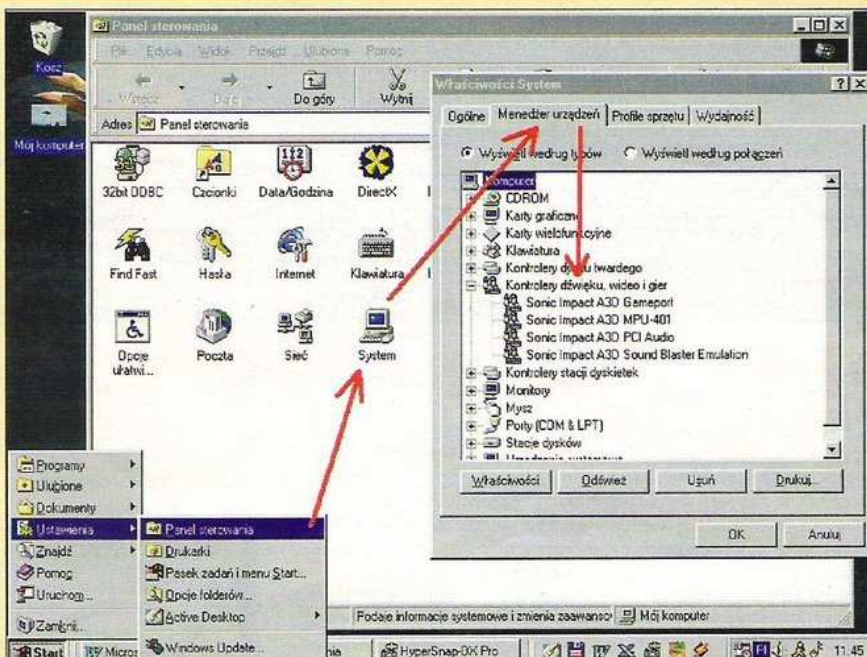 Kosz
Mój komputer
Panel sterowania
Plik Edycja Widok Przejdź Ulubione Pomoc
Wstecz Dalej Do góry Wytnij
Adres Panel sterowania
32bit ODBC Czcionki Data/Godzina DirectX
Find Fast Hasła Internet Klawiatura
Opcje ułatwi... Poczta Sieć System
Podaje informacje systemowe i zmienia zaawanso Mój komputer
Właściwości System
Ogólne Menedżer urządzeń Profile sprzętu Wydajność
Wyświetl według typów Wyświetl według połączeń
Komputer
CDROM
Karty graficzne
Karty wielofunkcyjne
Klawiatura
Kontrolery dysku twardego
Kontrolery dźwięku, wideo i gier
Sonic Impact A3D Gameport
Sonic Impact A3D MPU-401
Sonic Impact A3D PCI Audio
Sonic Impact A3D Sound Blaster Emulation
Kontrolery stacji dyskietek
Monitory
Mysz
Porty (COM & LPT)
Stacje dysków
Właściwości Odśwież Usuń Drukuj...
OK Anuluj
Programy
Ulubione
Dokumenty
Ustawienia
Znajdź
Pomoc
Uruchom...
Zamknij...
Panel sterowania
Drukarki
Pasek zadań i menu Start...
Opcje folderów...
Active Desktop
Windows Update...
Start Micros nia HyperSnap-DX Pro 11:45